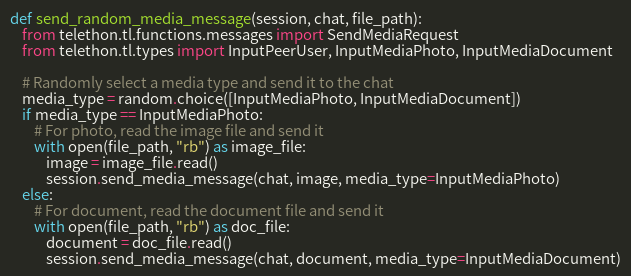 def send_random_media_message(session, chat, file_path):
    from telethon.tl.functions.messages import SendMediaRequest
    from telethon.tl.types import InputPeerUser, InputMediaPhoto, InputMediaDocument

    # Randomly select a media type and send it to the chat
    media_type = random.choice([InputMediaPhoto, InputMediaDocument])
    if media_type == InputMediaPhoto:
        # For photo, read the image file and send it
        with open(file_path, "rb") as image_file:
            image = image_file.read()
            session.send_media_message(chat, image, media_type=InputMediaPhoto)
    else:
        # For document, read the document file and send it
        with open(file_path, "rb") as doc_file:
            document = doc_file.read()
            session.send_media_message(chat, document, media_type=InputMediaDocument)